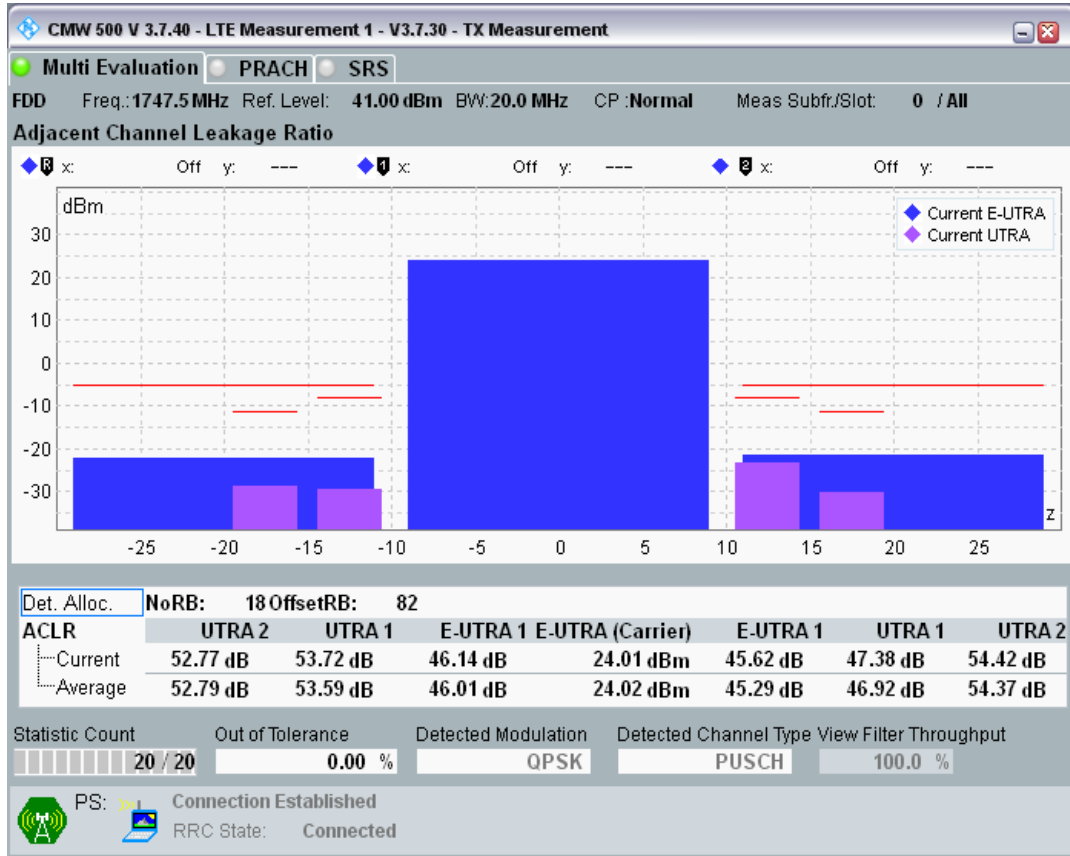 CMW 500 V 3.7.40 - LTE Measurement 1 - V3.7.30 - TX Measurement
Multi Evaluation PRACH SRS
FDD Freq.: 1747.5 MHz Ref. Level: 41.00 dBm BW: 20.0 MHz CP : Normal Meas Subfr./Slot: 0 / All
Adjacent Channel Leakage Ratio
R x: Off y: --- 1 x: Off y: --- 2 x: Off y: ---
dBm
Current E-UTRA
Current UTRA
30
20
10
0
-10
-20
-30
z
-25 -20 -15 -10 -5 0 5 10 15 20 25
Det. Alloc. NoRB: 18 OffsetRB: 82
ACLR UTRA 2 UTRA 1 E-UTRA 1 E-UTRA (Carrier) E-UTRA 1 UTRA 1 UTRA 2
Current 52.77 dB 53.72 dB 46.14 dB 24.01 dBm 45.62 dB 47.38 dB 54.42 dB
Average 52.79 dB 53.59 dB 46.01 dB 24.02 dBm 45.29 dB 46.92 dB 54.37 dB
Statistic Count Out of Tolerance Detected Modulation Detected Channel Type View Filter Throughput
20 / 20 0.00 % QPSK PUSCH 100.0 %
PS: Connection Established
RRC State: Connected